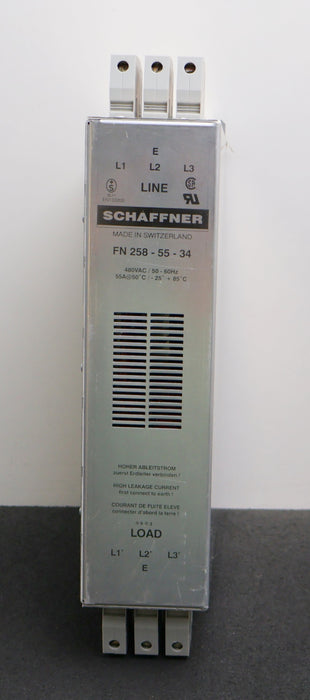 E
L1 L2 L3
LINE
SCHAFFNER
MADE IN SWITZERLAND
FN 258 - 55 - 34
480VAC / 50 - 60Hz
55A@50°C / - 25° + 85°C
HOHER ABLEITSTROM
zuerst Erdleiter verbinden !
HIGH LEAKAGE CURRENT
first connect to earth !
COURANT DE FUITE ELEVE
connecter d'abord la terre !
LOAD
L1' L2' L3'
E